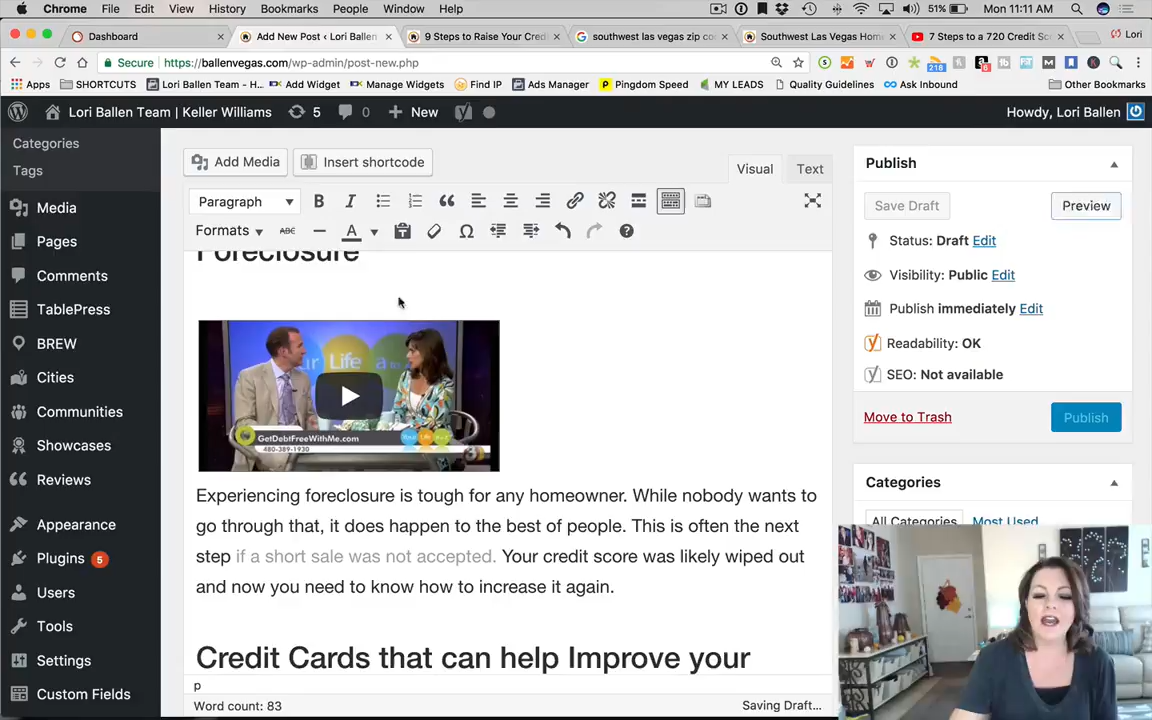 Chrome File Edit View History Bookmarks People Window Help 51% Mon 11:11 AM
Dashboard × Add New Post ‹ Lori Ballen × 9 Steps to Raise Your Cred × southwest las vegas zip co × Southwest Las Vegas Hom × 7 Steps to a 720 Credit Sc × Lori
Secure https://ballenvegas.com/wp-admin/post-new.php
Apps SHORTCUTS Lori Ballen Team - H... Add Widget Manage Widgets Find IP Ads Manager Pingdom Speed MY LEADS Quality Guidelines Ask Inbound Other Bookmarks
Lori Ballen Team | Keller Williams 5 0 New Howdy, Lori Ballen
Categories
Tags
Media
Pages
Comments
TablePress
BREW
Cities
Communities
Showcases
Reviews
Appearance
Plugins 5
Users
Tools
Settings
Custom Fields
Add Media Insert shortcode Visual Text
Paragraph B I
Formats ABC A
Foreclosure
Your Life a to z
GetDebtFreeWithMe.com
480-389-1930
Experiencing foreclosure is tough for any homeowner. While nobody wants to
go through that, it does happen to the best of people. This is often the next
step if a short sale was not accepted. Your credit score was likely wiped out
and now you need to know how to increase it again.
Credit Cards that can help Improve your
p
Word count: 83 Saving Draft...
Publish
Save Draft Preview
Status: Draft Edit
Visibility: Public Edit
Publish immediately Edit
Readability: OK
SEO: Not available
Move to Trash Publish
Categories
All Categories Most Used